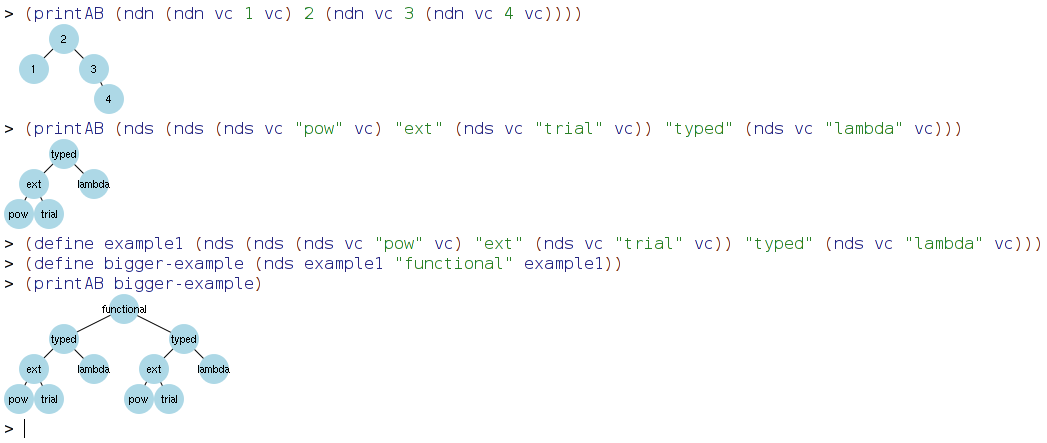 > (printAB (ndn (ndn vc 1 vc) 2 (ndn vc 3 (ndn vc 4 vc))))
2
1 3
4
> (printAB (nds (nds (nds vc "pow" vc) "ext" (nds vc "trial" vc)) "typed" (nds vc "lambda" vc)))
typed
ext lambda
pow trial
> (define example1 (nds (nds (nds vc "pow" vc) "ext" (nds vc "trial" vc)) "typed" (nds vc "lambda" vc)))
> (define bigger-example (nds example1 "functional" example1))
> (printAB bigger-example)
functional
typed typed
ext lambda ext lambda
pow trial pow trial
>